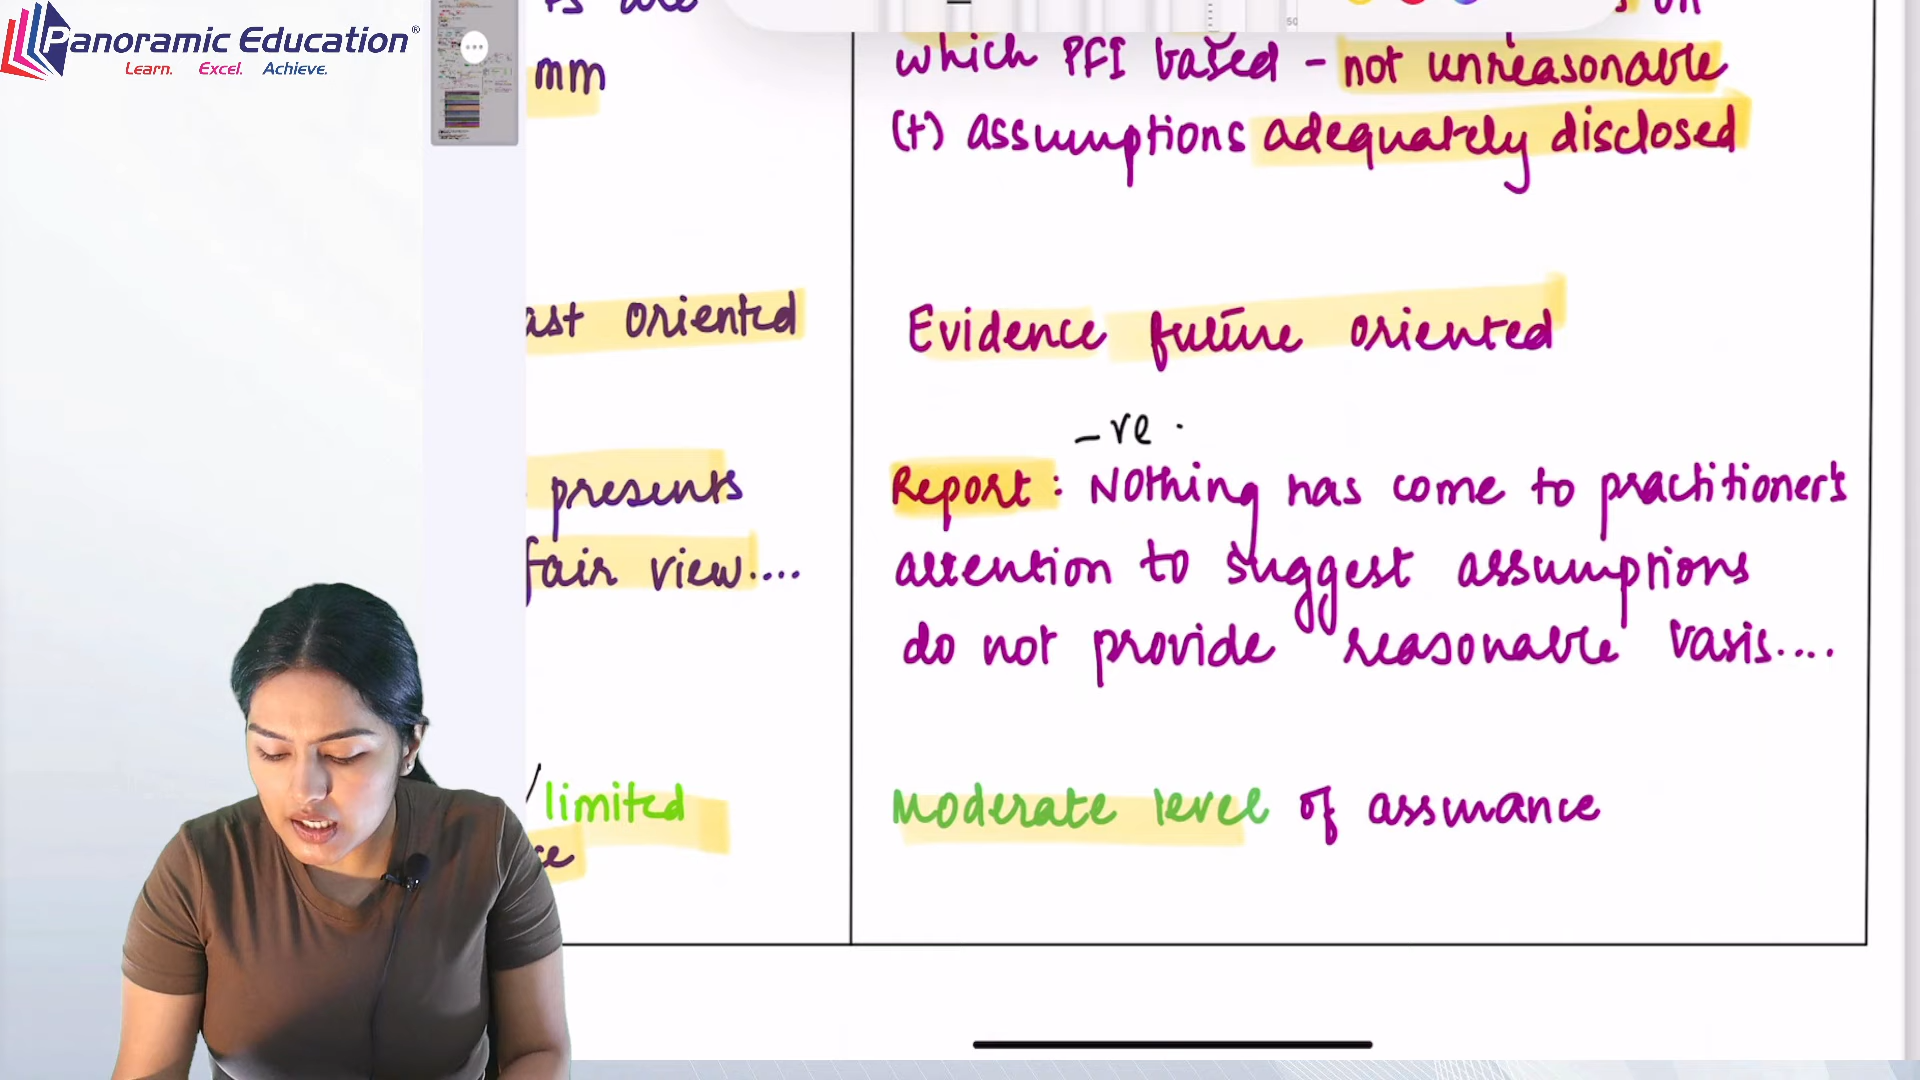 Panoramic Education®
Learn. Excel. Achieve.
mm
ast oriented
presents
fair view....
/limited
which PFI based - not unreasonable
(+) assumptions adequately disclosed
Evidence future oriented
-ve.
Report: Nothing has come to practitioner's
attention to suggest assumptions
do not provide reasonable basis....
Moderate level of assurance
50